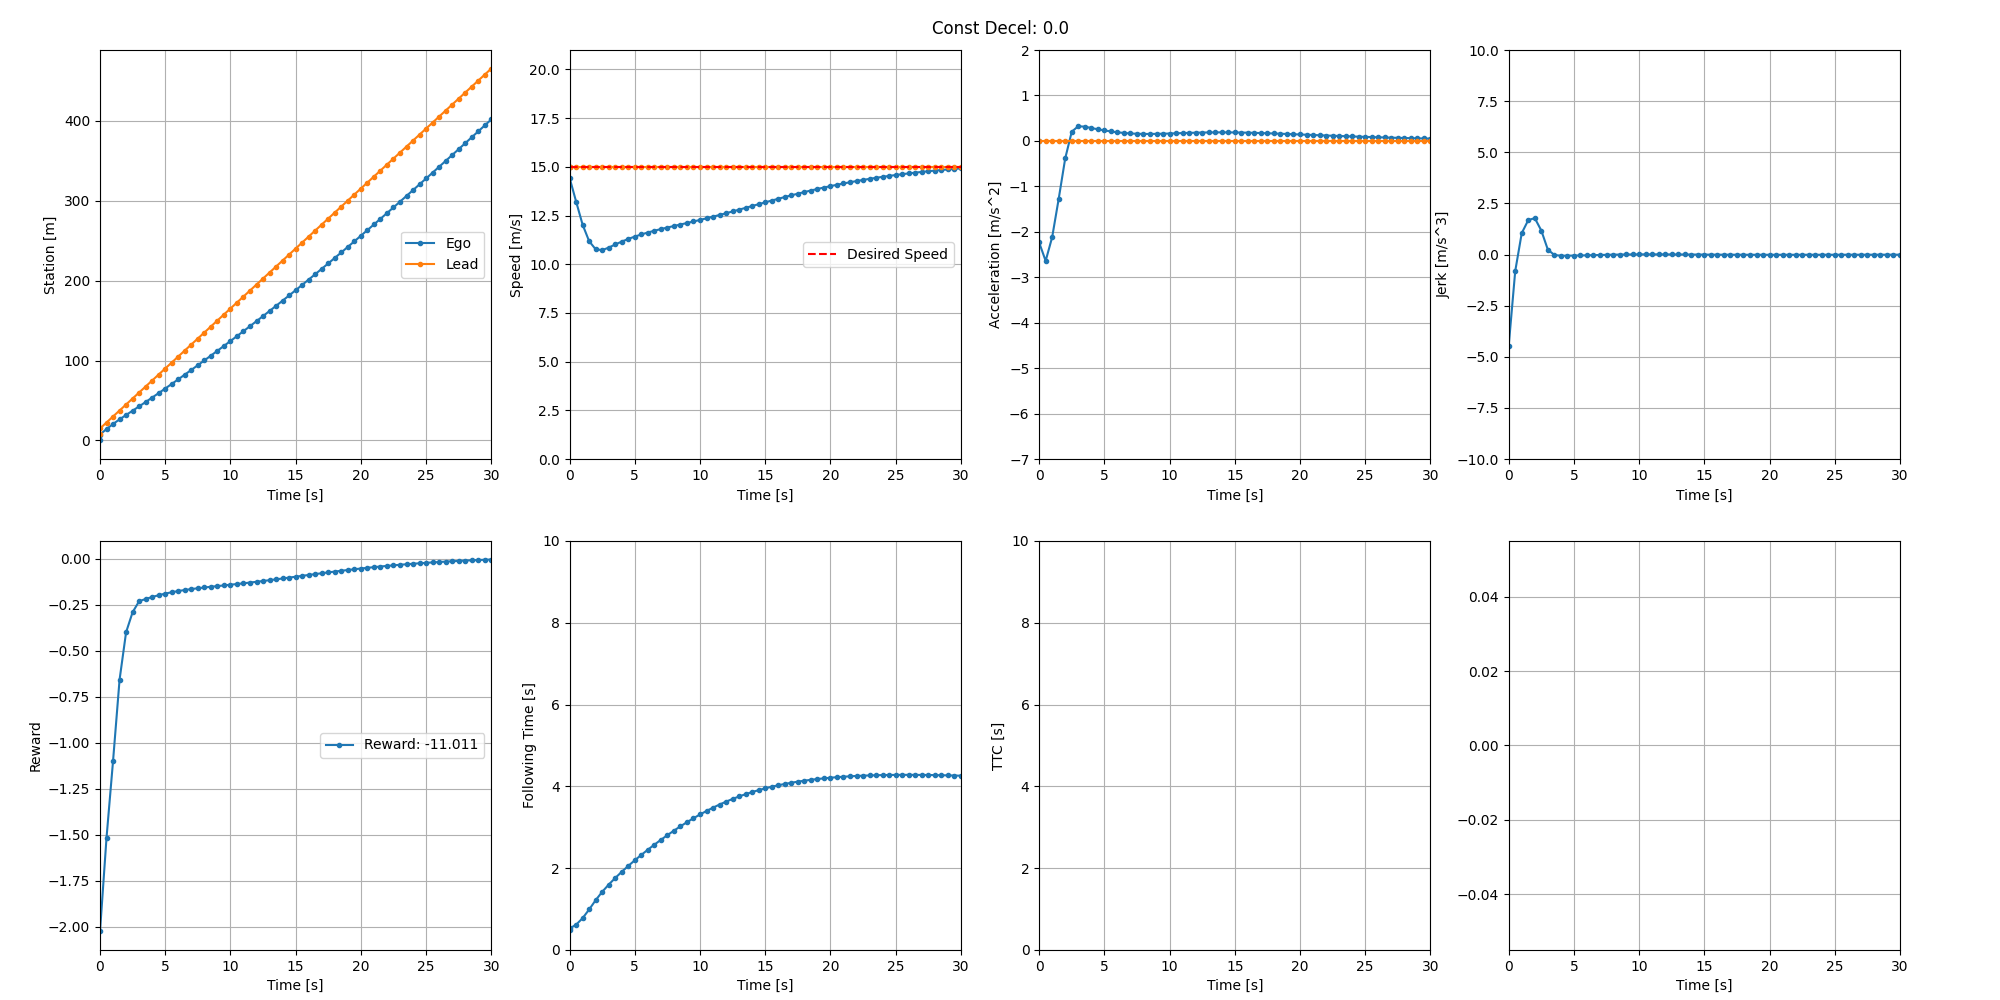 Const Decel: 0.0
Station [m]
400
300
200
100
0
0 5 10 15 20 25 30
Time [s]
Ego
Lead
Speed [m/s]
20.0
17.5
15.0
12.5
10.0
7.5
5.0
2.5
0.0
0 5 10 15 20 25 30
Time [s]
Desired Speed
Acceleration [m/s^2]
2
1
0
−1
−2
−3
−4
−5
−6
−7
0 5 10 15 20 25 30
Time [s]
Jerk [m/s^3]
10.0
7.5
5.0
2.5
0.0
−2.5
−5.0
−7.5
−10.0
0 5 10 15 20 25 30
Time [s]
Reward
0.00
−0.25
−0.50
−0.75
−1.00
−1.25
−1.50
−1.75
−2.00
0 5 10 15 20 25 30
Time [s]
Reward: -11.011
Following Time [s]
10
8
6
4
2
0
0 5 10 15 20 25 30
Time [s]
TTC [s]
10
8
6
4
2
0
0 5 10 15 20 25 30
Time [s]
0.04
0.02
0.00
−0.02
−0.04
0 5 10 15 20 25 30
Time [s]